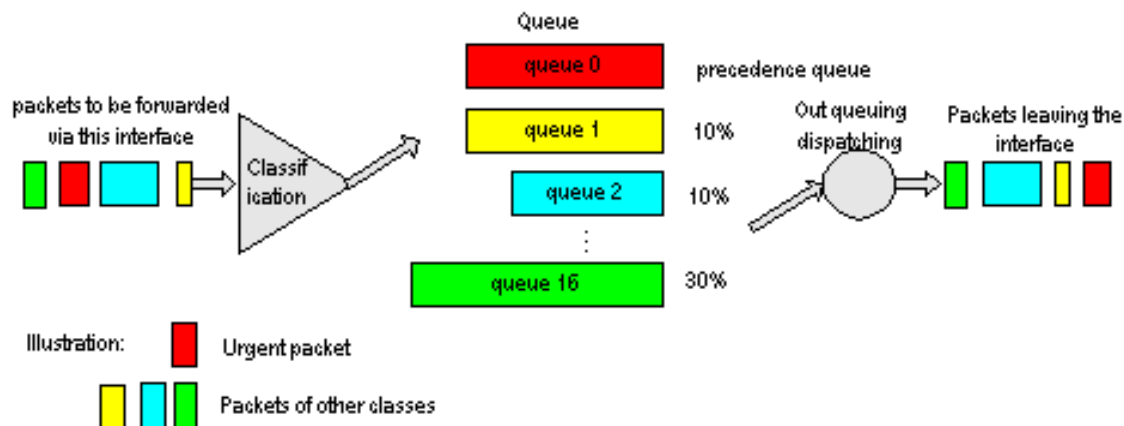 Queue
queue 0
precedence queue
packets to be forwarded
via this interface
queue 1
10%
Out queuing
dispatching
Packets leaving the
interface
Classif
ication
queue 2
10%
queue 16
30%
Illustration:
Urgent packet
Packets of other classes